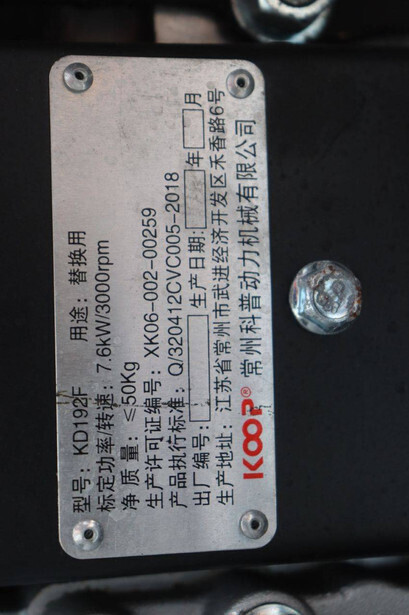 型号: KD192F 用途: 替换用
标定功率/转速: 7.6kW/3000rpm
净质量: ≤50Kg
生产许可证编号: XK06-002-00259
产品执行标准: Q/320412CVC005-2018
出厂编号: 生产日期: 年 月
生产地址: 江苏省常州市武进经济开发区禾香路6号
KOOP® 常州科普动力机械有限公司